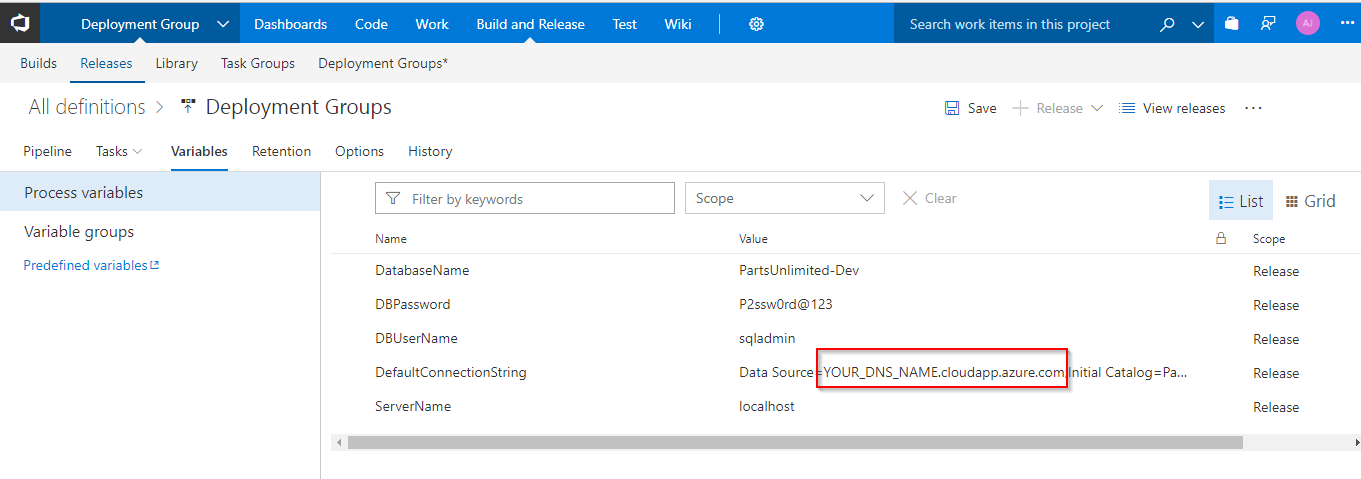 Deployment Group Dashboards Code Work Build and Release Test Wiki Search work items in this project AJ
Builds Releases Library Task Groups Deployment Groups*
All definitions > Deployment Groups Save + Release View releases ...
Pipeline Tasks Variables Retention Options History
Process variables Filter by keywords Scope Clear List Grid
Variable groups Name Value Scope
Predefined variables
DatabaseName PartsUnlimited-Dev Release
DBPassword P2ssw0rd@123 Release
DBUserName sqladmin Release
DefaultConnectionString Data Source=YOUR_DNS_NAME.cloudapp.azure.com;Initial Catalog=Pa... Release
ServerName localhost Release